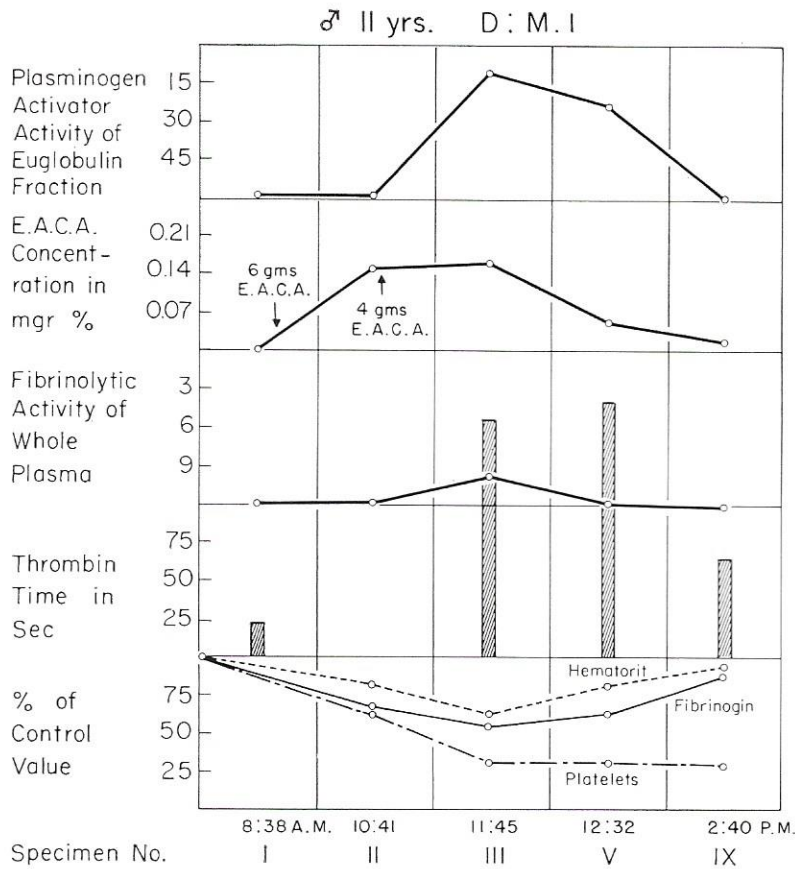 ♂ 11 yrs. D: M.I
Plasminogen
Activator
Activity of
Euglobulin
Fraction
15
30
45
E.A.C.A.
Concent-
ration in
mgr %
0.21
0.14
0.07
6 gms
E.A.C.A.
4 gms
E.A.C.A.
Fibrinolytic
Activity of
Whole
Plasma
3
6
9
Thrombin
Time in
Sec
75
50
25
% of
Control
Value
75
50
25
Hematorit
Fibrinogin
Platelets
8:38 A.M. 10:41 11:45 12:32 2:40 P.M.
Specimen No. I II III V IX